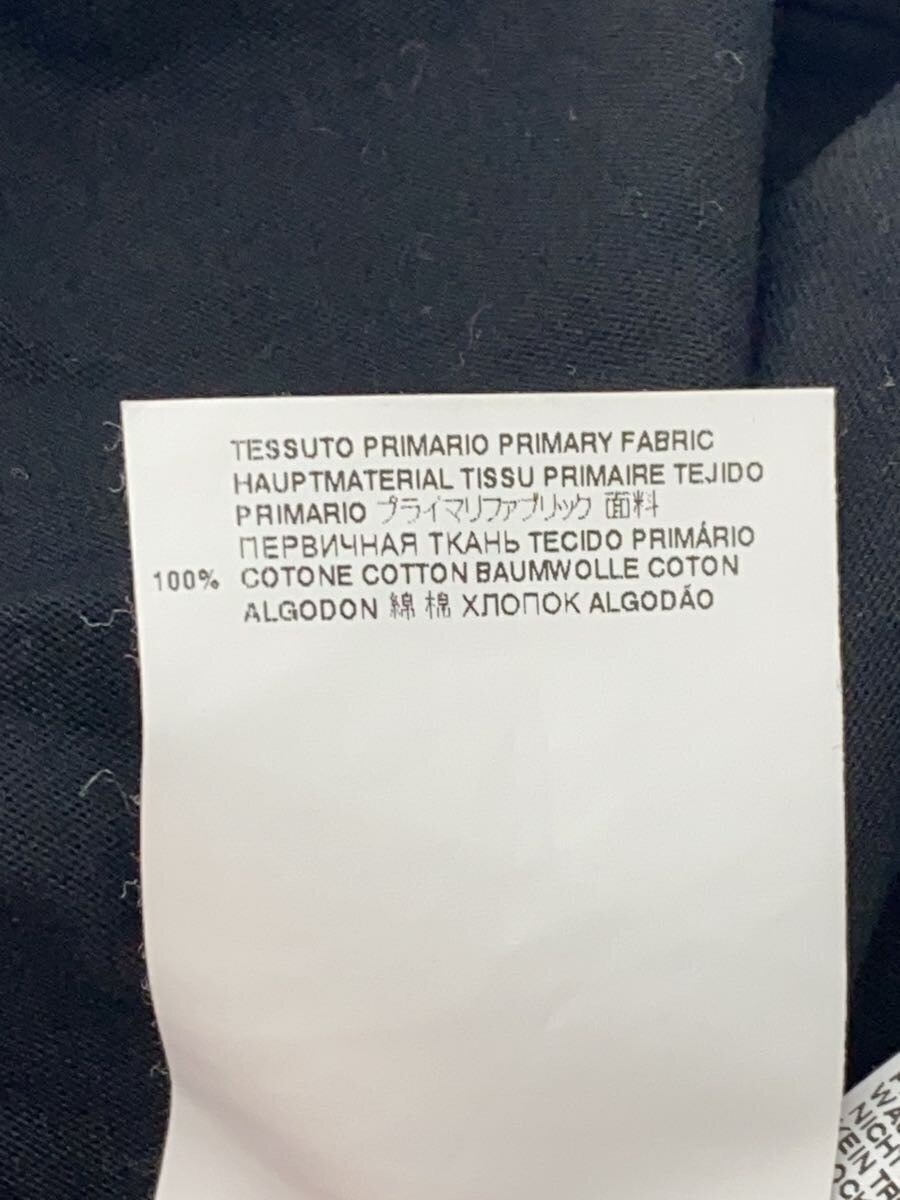 TESSUTO PRIMARIO PRIMARY FABRIC
HAUPTMATERIAL TISSU PRIMAIRE TEJIDO
PRIMARIO プライマリファブリック 面料
ПЕРВИЧНАЯ ТКАНЬ TECIDO PRIMÁRIO
100% COTONE COTTON BAUMWOLLE COTON
ALGODON 綿 棉 ХЛОПОК ALGODÃO
NICHT